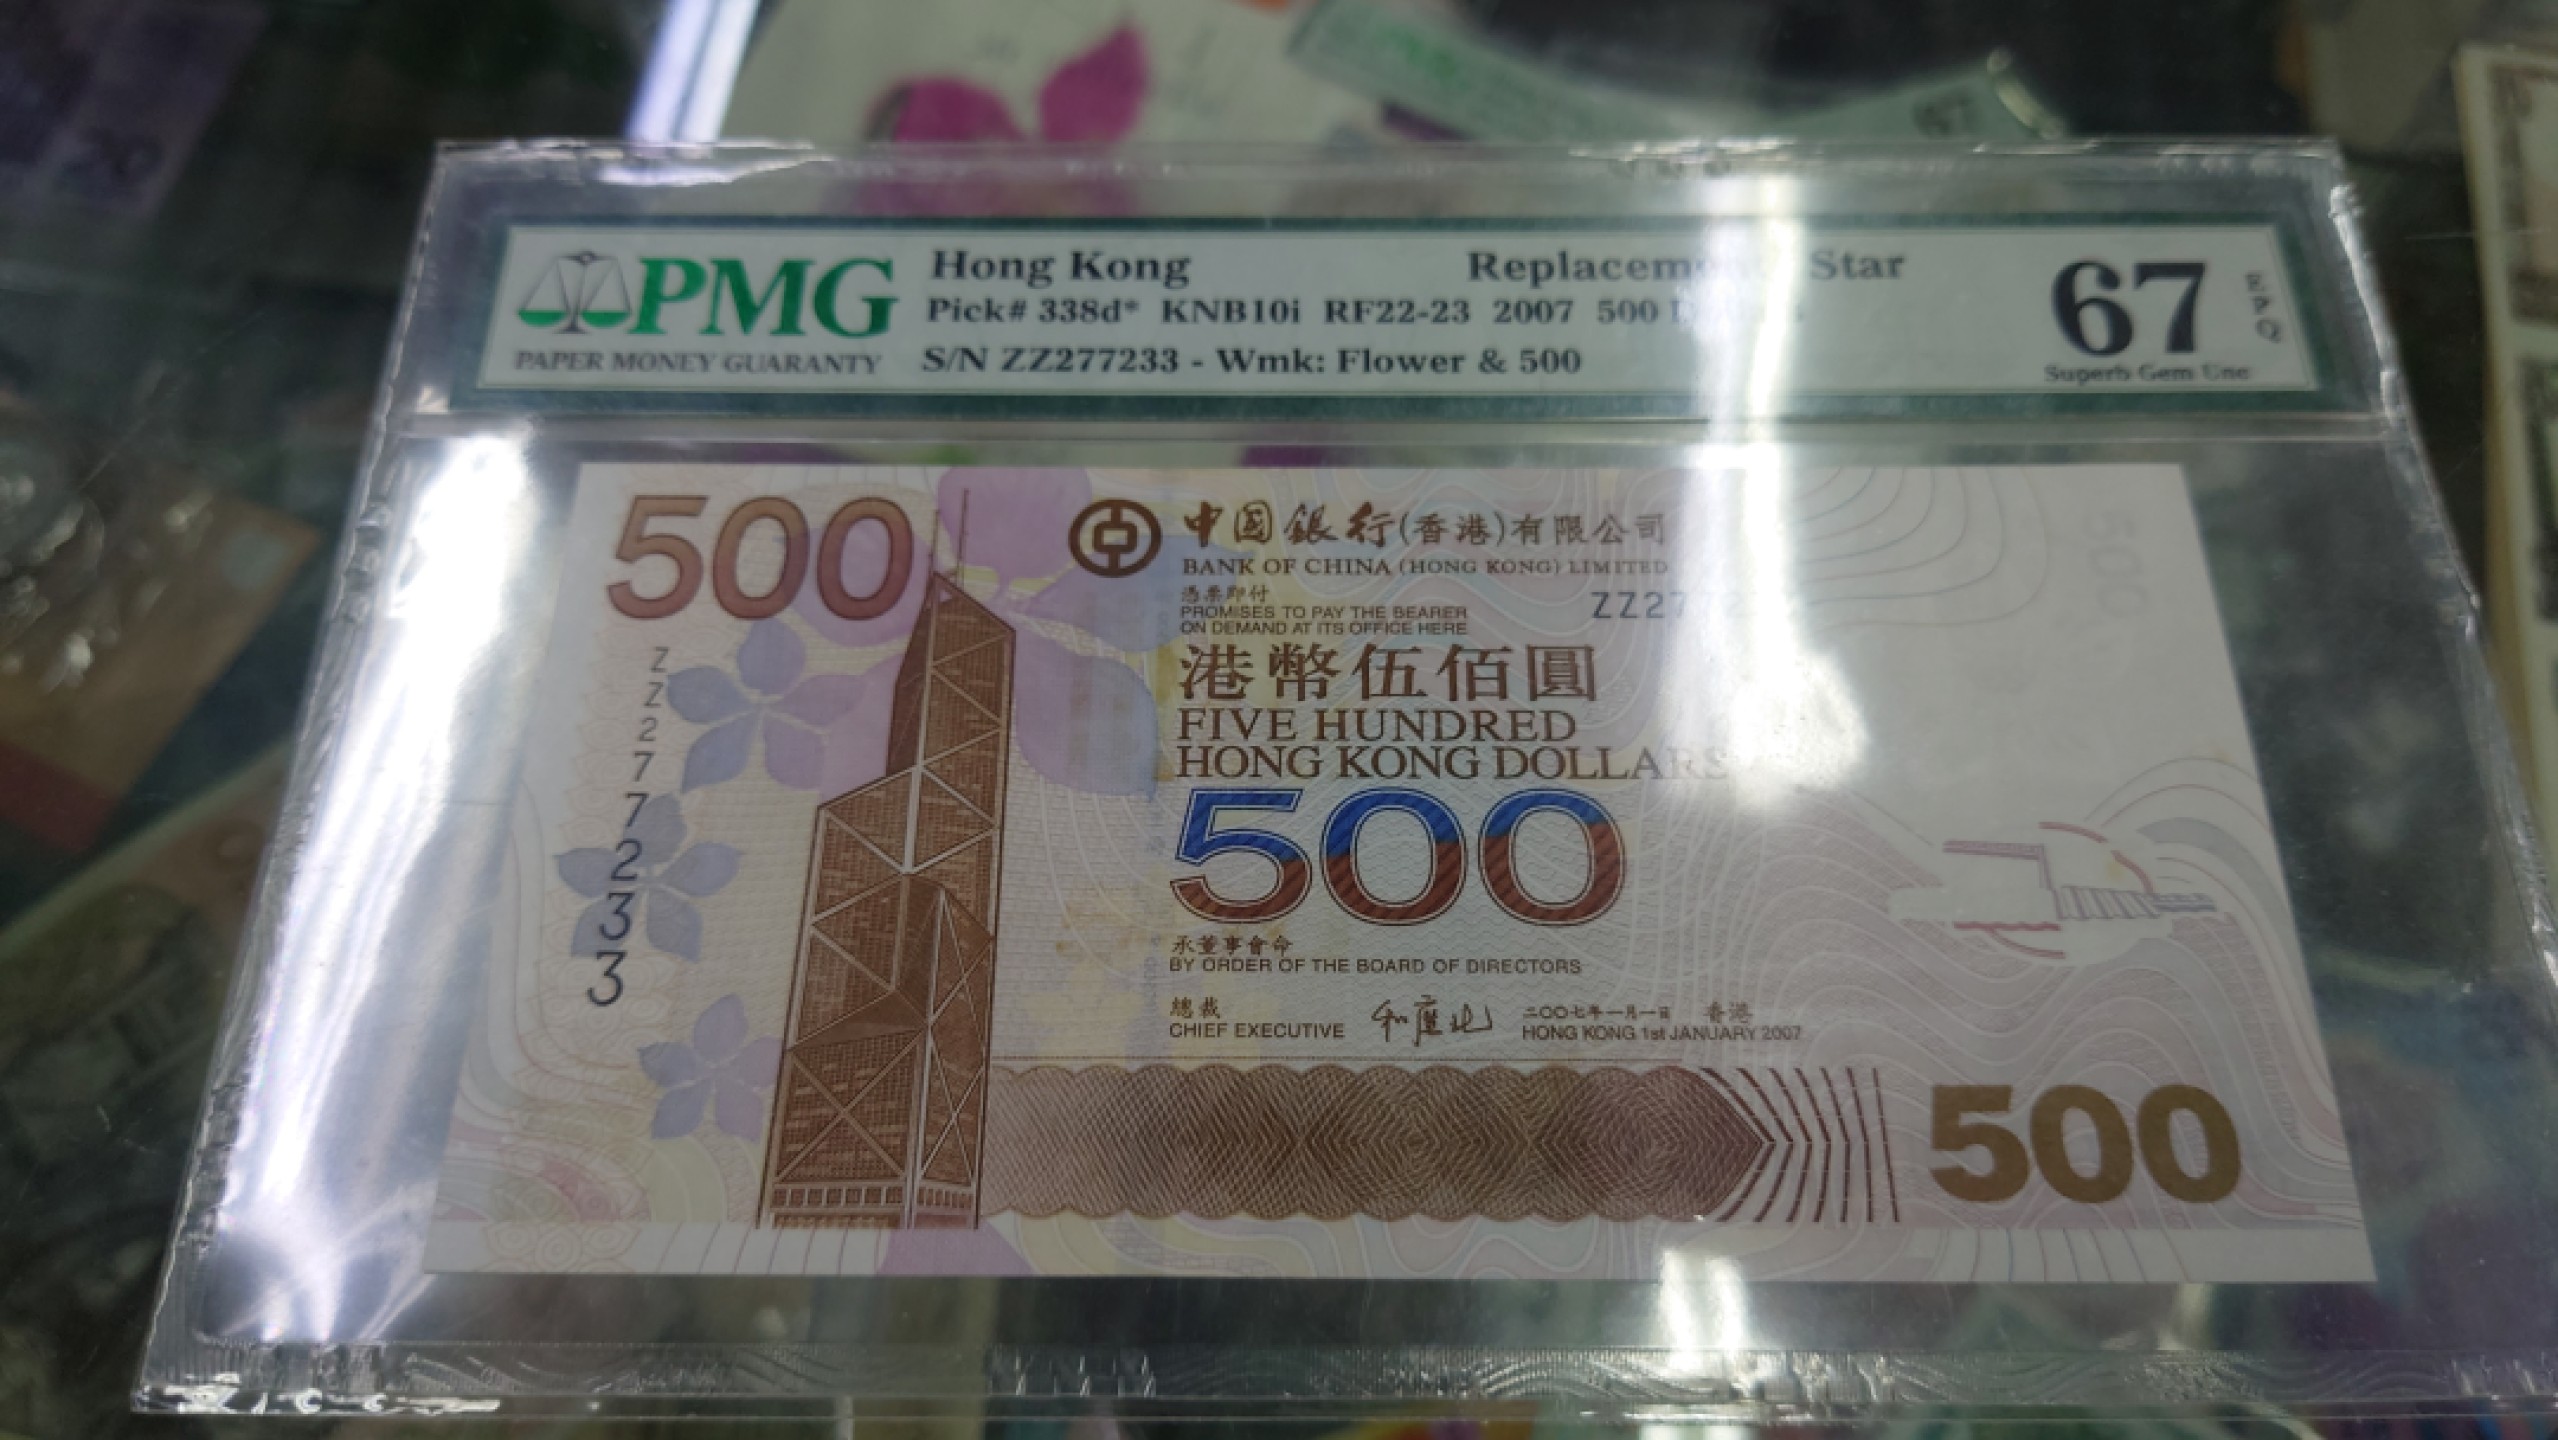 PMG
PAPER MONEY GUARANTY
Hong Kong Star
Pick# 338d* KNB10i RF22-23 2007 500
S/N ZZ277233 - Wmk: Flower & 500
67
EPQ
Superb Gem Unc
500
中国銀行(香港)有限公司
BANK OF CHINA (HONG KONG) LIMITED
憑票即付
PROMISES TO PAY THE BEARER
ON DEMAND AT ITS OFFICE HERE
ZZ277233
港幣伍佰圓
FIVE HUNDRED
HONG KONG DOLLARS
500
承董事會命
BY ORDER OF THE BOARD OF DIRECTORS
總裁
CHIEF EXECUTIVE
二〇〇七年一月一日 香港
HONG KONG 1st JANUARY 2007
500